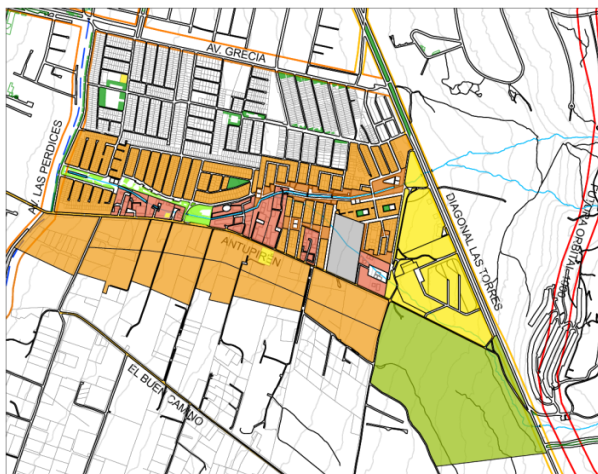 AV. GRECIA
AV. LAS PERDICES
DIAGONAL LAS TORRES
ANTUPIREN
EL BUEN CAMINO